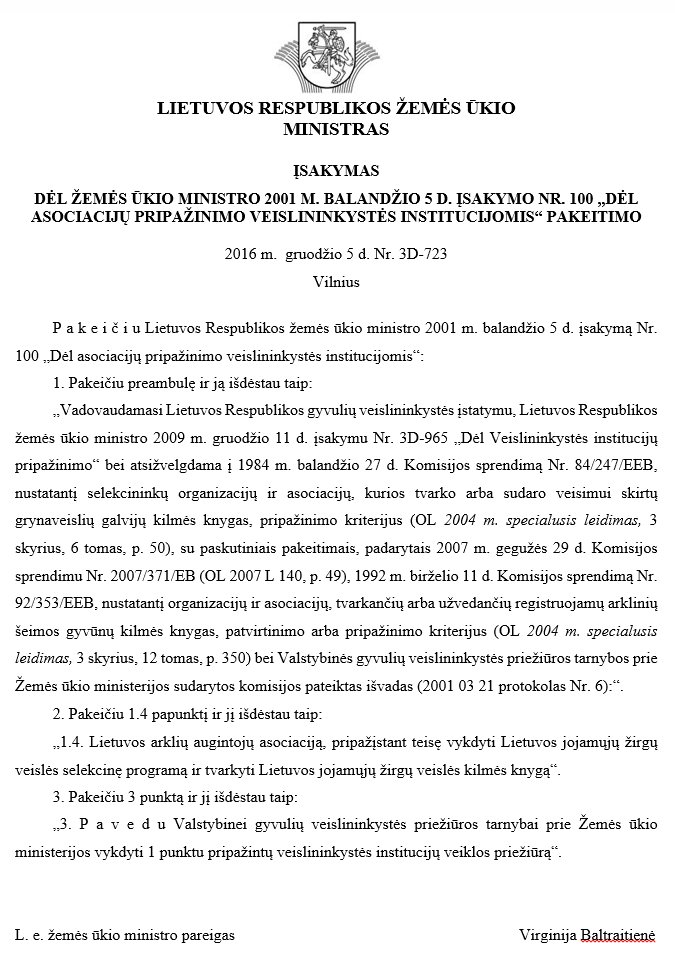 LIETUVOS RESPUBLIKOS ŽEMĖS ŪKIO
MINISTRAS
ĮSAKYMAS
DĖL ŽEMĖS ŪKIO MINISTRO 2001 M. BALANDŽIO 5 D. ĮSAKYMO NR. 100 „DĖL
ASOCIACIJŲ PRIPAŽINIMO VEISLININKYSTĖS INSTITUCIJOMIS“ PAKEITIMO
2016 m. gruodžio 5 d. Nr. 3D-723
Vilnius
P a k e i č i u Lietuvos Respublikos žemės ūkio ministro 2001 m. balandžio 5 d. įsakymą Nr.
100 „Dėl asociacijų pripažinimo veislininkystės institucijomis“:
1. Pakeičiu preambulę ir ją išdėstau taip:
„Vadovaudamasi Lietuvos Respublikos gyvulių veislininkystės įstatymu, Lietuvos Respublikos
žemės ūkio ministro 2009 m. gruodžio 11 d. įsakymu Nr. 3D-965 „Dėl Veislininkystės institucijų
pripažinimo“ bei atsižvelgdama į 1984 m. balandžio 27 d. Komisijos sprendimą Nr. 84/247/EEB,
nustatantį selekcininkų organizacijų ir asociacijų, kurios tvarko arba sudaro veisimui skirtų
grynaveislių galvijų kilmės knygas, pripažinimo kriterijus (OL 2004 m. specialusis leidimas, 3
skyrius, 6 tomas, p. 50), su paskutiniais pakeitimais, padarytais 2007 m. gegužės 29 d. Komisijos
sprendimu Nr. 2007/371/EB (OL 2007 L 140, p. 49), 1992 m. birželio 11 d. Komisijos sprendimą Nr.
92/353/EEB, nustatantį organizacijų ir asociacijų, tvarkančių arba užvedančių registruojamų arklinių
šeimos gyvūnų kilmės knygas, patvirtinimo arba pripažinimo kriterijus (OL 2004 m. specialusis
leidimas, 3 skyrius, 12 tomas, p. 350) bei Valstybinės gyvulių veislininkystės priežiūros tarnybos prie
Žemės ūkio ministerijos sudarytos komisijos pateiktas išvadas (2001 03 21 protokolas Nr. 6):“.
2. Pakeičiu 1.4 papunktį ir jį išdėstau taip:
„1.4. Lietuvos arklių augintojų asociaciją, pripažįstant teisę vykdyti Lietuvos jojamųjų žirgų
veislės selekcinę programą ir tvarkyti Lietuvos jojamųjų žirgų veislės kilmės knygą“.
3. Pakeičiu 3 punktą ir jį išdėstau taip:
„3. P a v e d u Valstybinei gyvulių veislininkystės priežiūros tarnybai prie Žemės ūkio
ministerijos vykdyti 1 punktu pripažintų veislininkystės institucijų veiklos priežiūrą“.
L. e. žemės ūkio ministro pareigas Virginija Baltraitienė